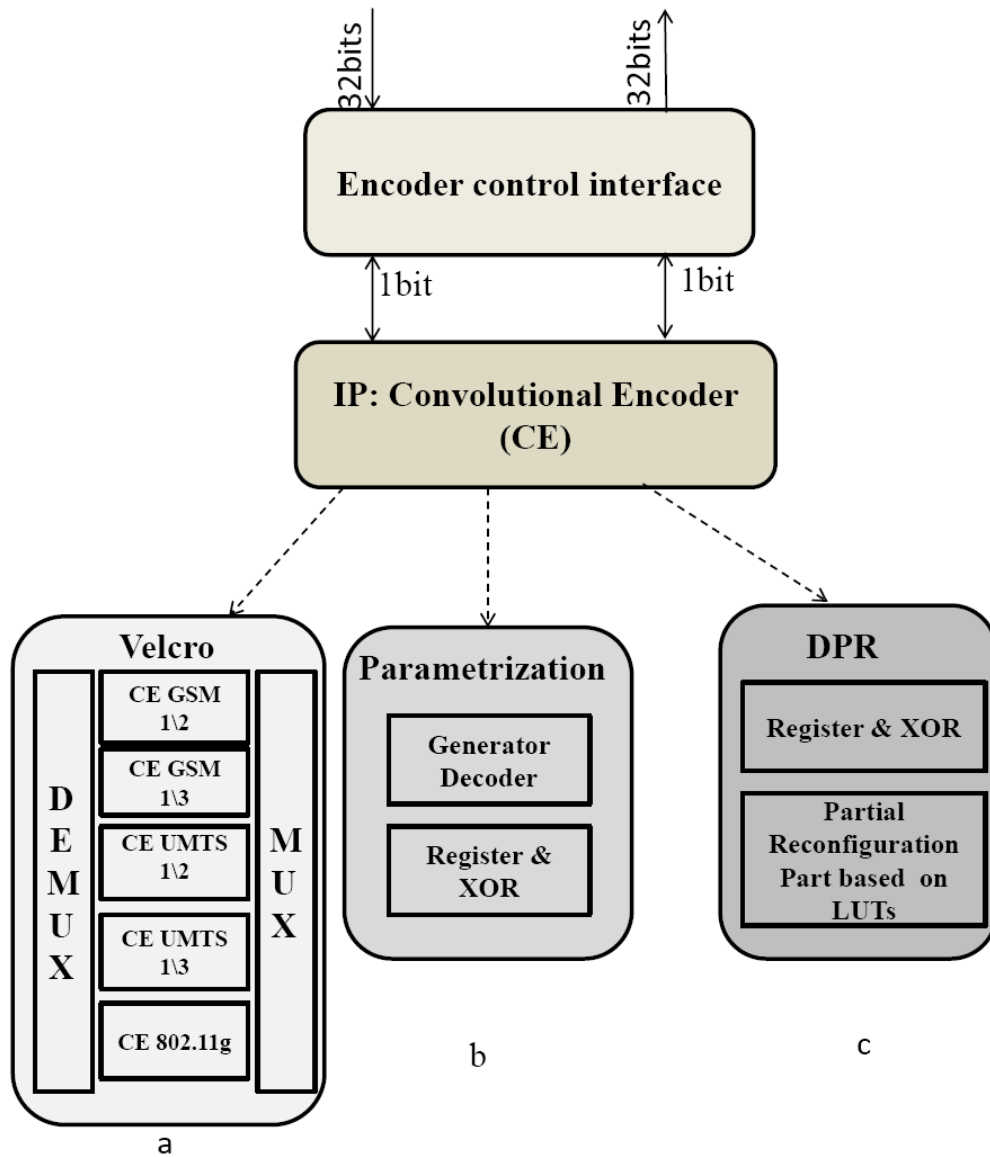 32bits
32bits
Encoder control interface
1bit
1bit
IP: Convolutional Encoder
(CE)
Velcro
DEMUX
CE GSM
1\2
CE GSM
1\3
CE UMTS
1\2
CE UMTS
1\3
CE 802.11g
MUX
a
Parametrization
Generator
Decoder
Register &
XOR
b
DPR
Register & XOR
Partial
Reconfiguration
Part based on
LUTs
c